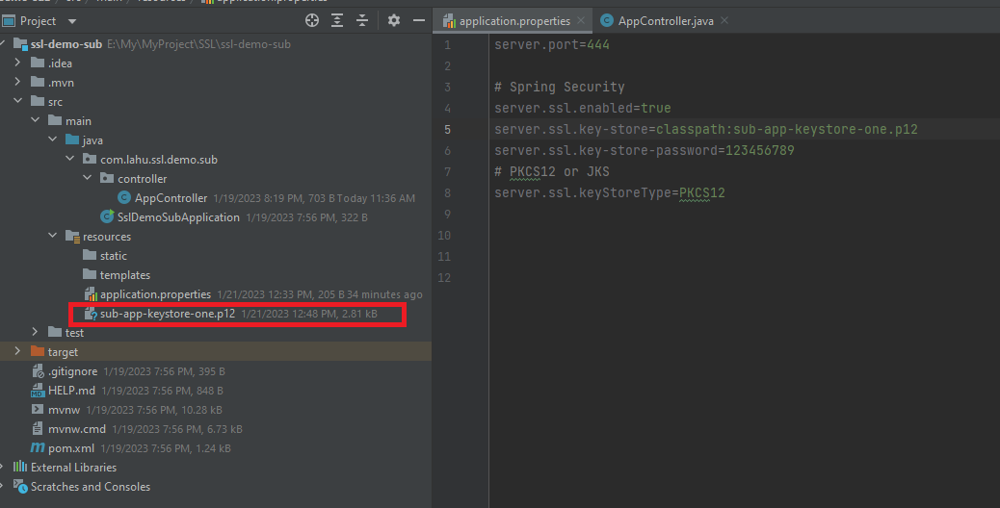 Project
ssl-demo-sub E:\My\MyProject\SSL\ssl-demo-sub
.idea
.mvn
src
main
java
com.lahu.ssl.demo.sub
controller
AppController 1/19/2023 8:19 PM, 703 B Today 11:36 AM
SslDemoSubApplication 1/19/2023 7:56 PM, 322 B
resources
static
templates
application.properties 1/21/2023 12:33 PM, 205 B 34 minutes ago
sub-app-keystore-one.p12 1/21/2023 12:48 PM, 2.81 kB
test
target
.gitignore 1/19/2023 7:56 PM, 395 B
HELP.md 1/19/2023 7:56 PM, 848 B
mvnw 1/19/2023 7:56 PM, 10.28 kB
mvnw.cmd 1/19/2023 7:56 PM, 6.73 kB
pom.xml 1/19/2023 7:56 PM, 1.24 kB
External Libraries
Scratches and Consoles
application.properties AppController.java
1 server.port=444
2
3 # Spring Security
4 server.ssl.enabled=true
5 server.ssl.key-store=classpath:sub-app-keystore-one.p12
6 server.ssl.key-store-password=123456789
7 # PKCS12 or JKS
8 server.ssl.keyStoreType=PKCS12
9
10
11
12